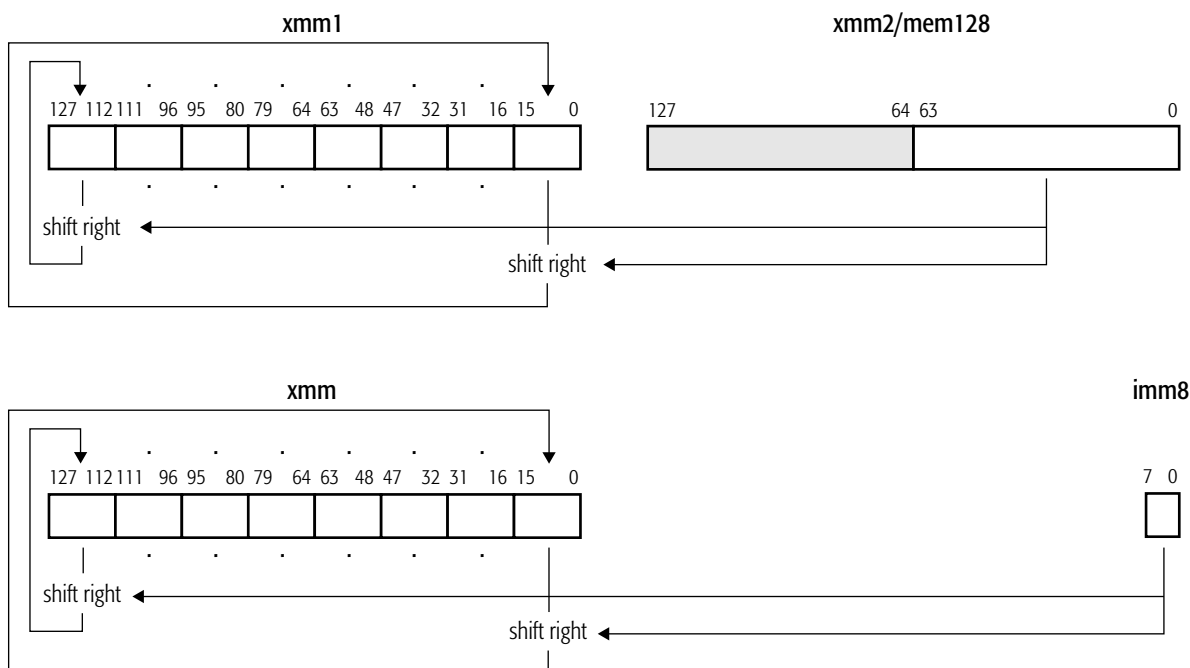 xmm1 xmm2/mem128
127 112 111 96 95 80 79 64 63 48 47 32 31 16 15 0 127 64 63 0
shift right
shift right
xmm imm8
127 112 111 96 95 80 79 64 63 48 47 32 31 16 15 0 7 0
shift right
shift right